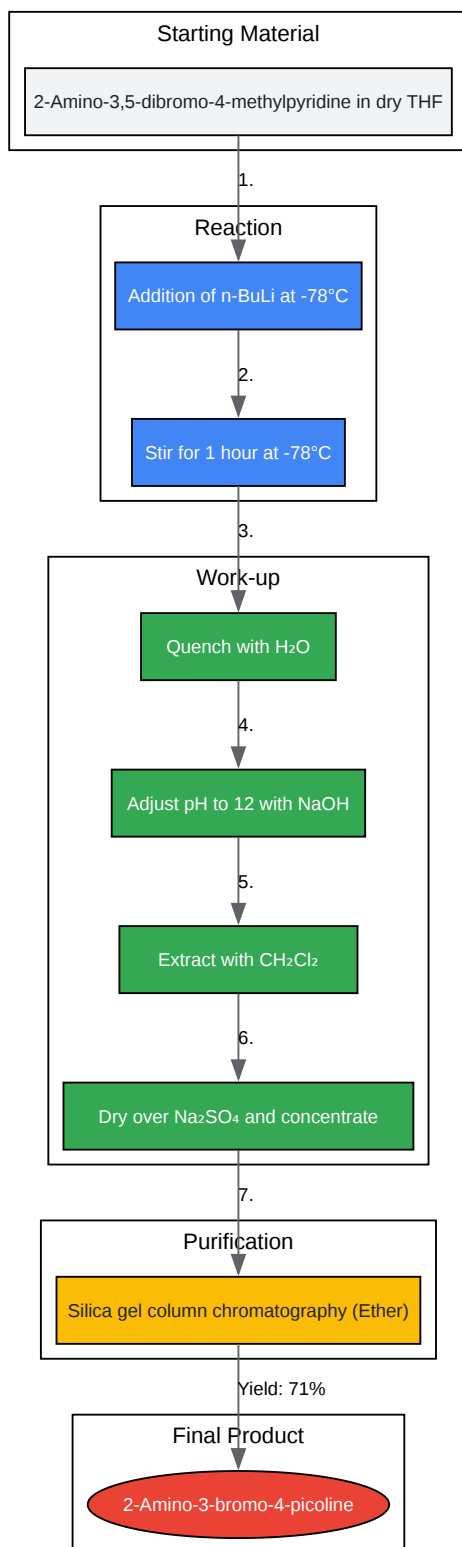 Starting Material
2-Amino-3,5-dibromo-4-methylpyridine in dry THF
1.
Reaction
Addition of n-BuLi at -78°C
2.
Stir for 1 hour at -78°C
3.
Work-up
Quench with H₂O
4.
Adjust pH to 12 with NaOH
5.
Extract with CH₂Cl₂
6.
Dry over Na₂SO₄ and concentrate
7.
Purification
Silica gel column chromatography (Ether)
Yield: 71%
Final Product
2-Amino-3-bromo-4-picoline